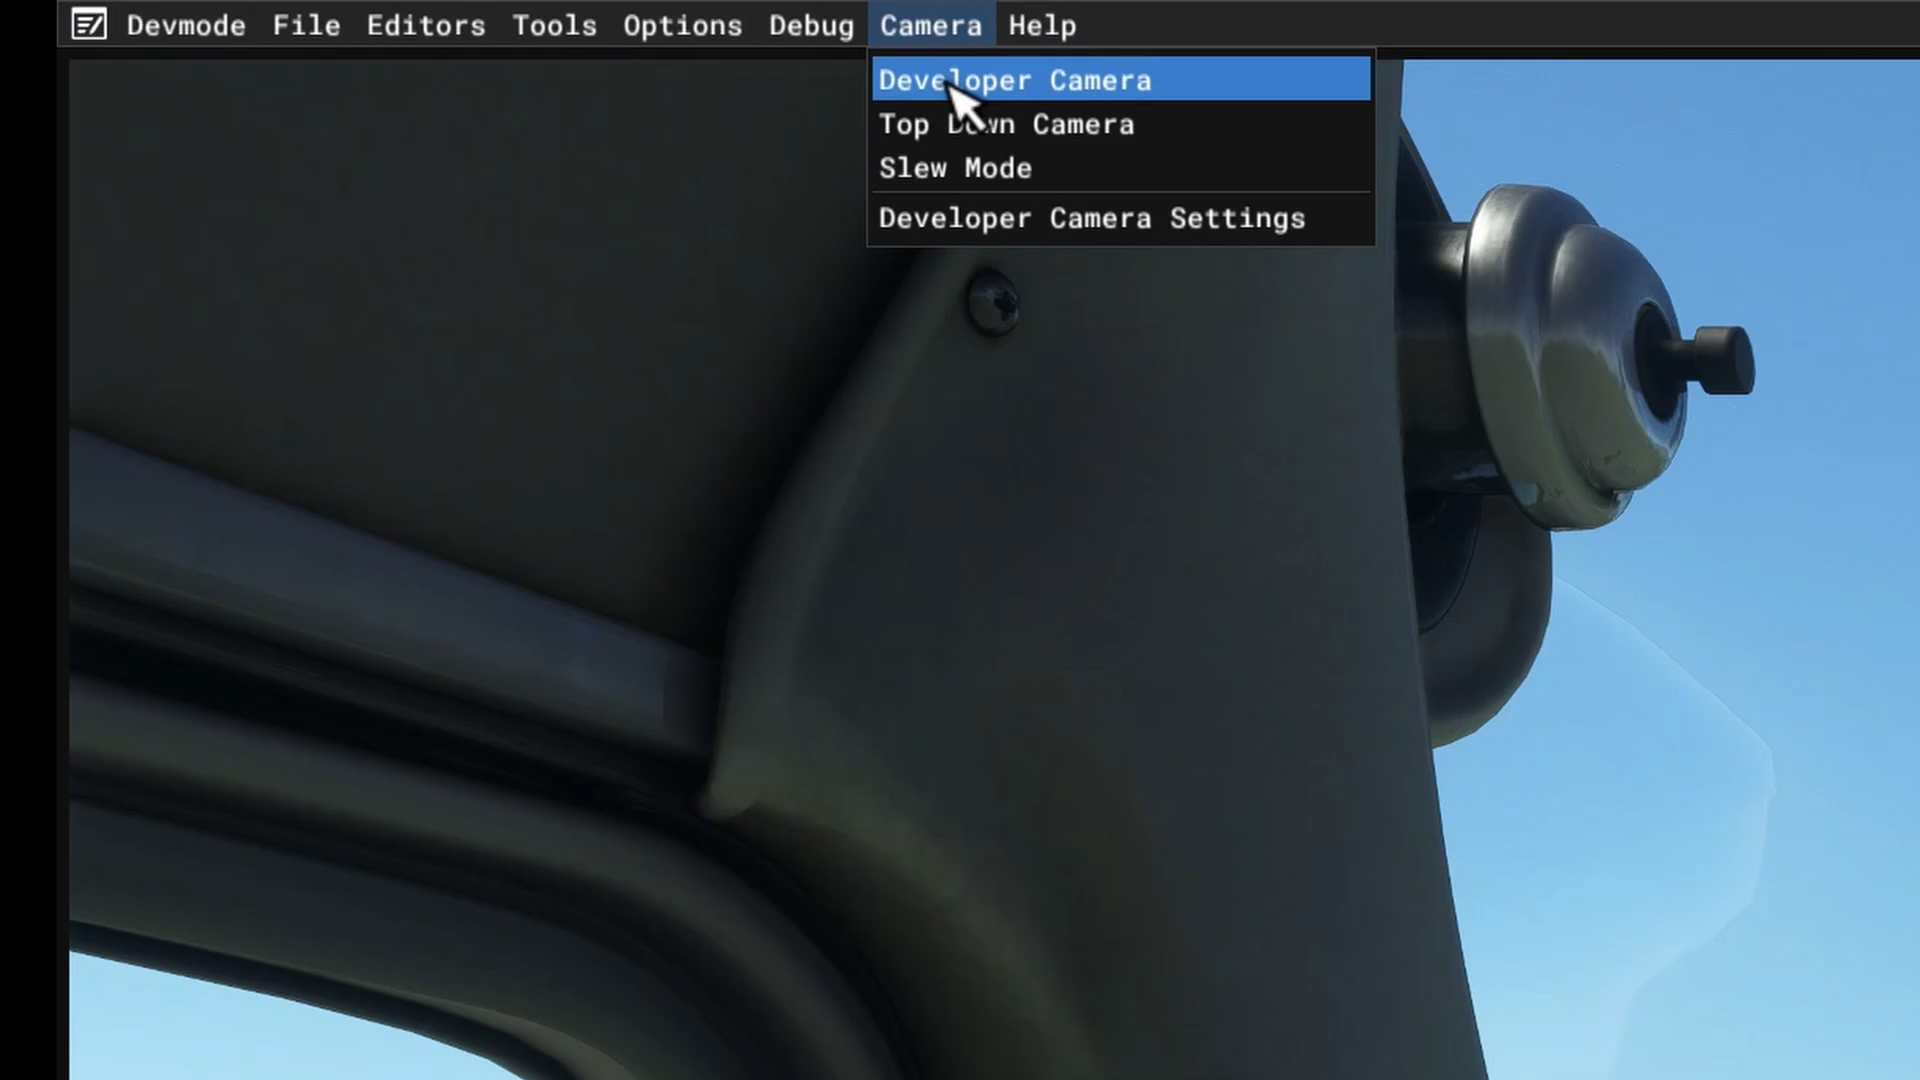 Devmode File Editors Tools Options Debug Camera Help
Developer Camera
Top Down Camera
Slew Mode
Developer Camera Settings